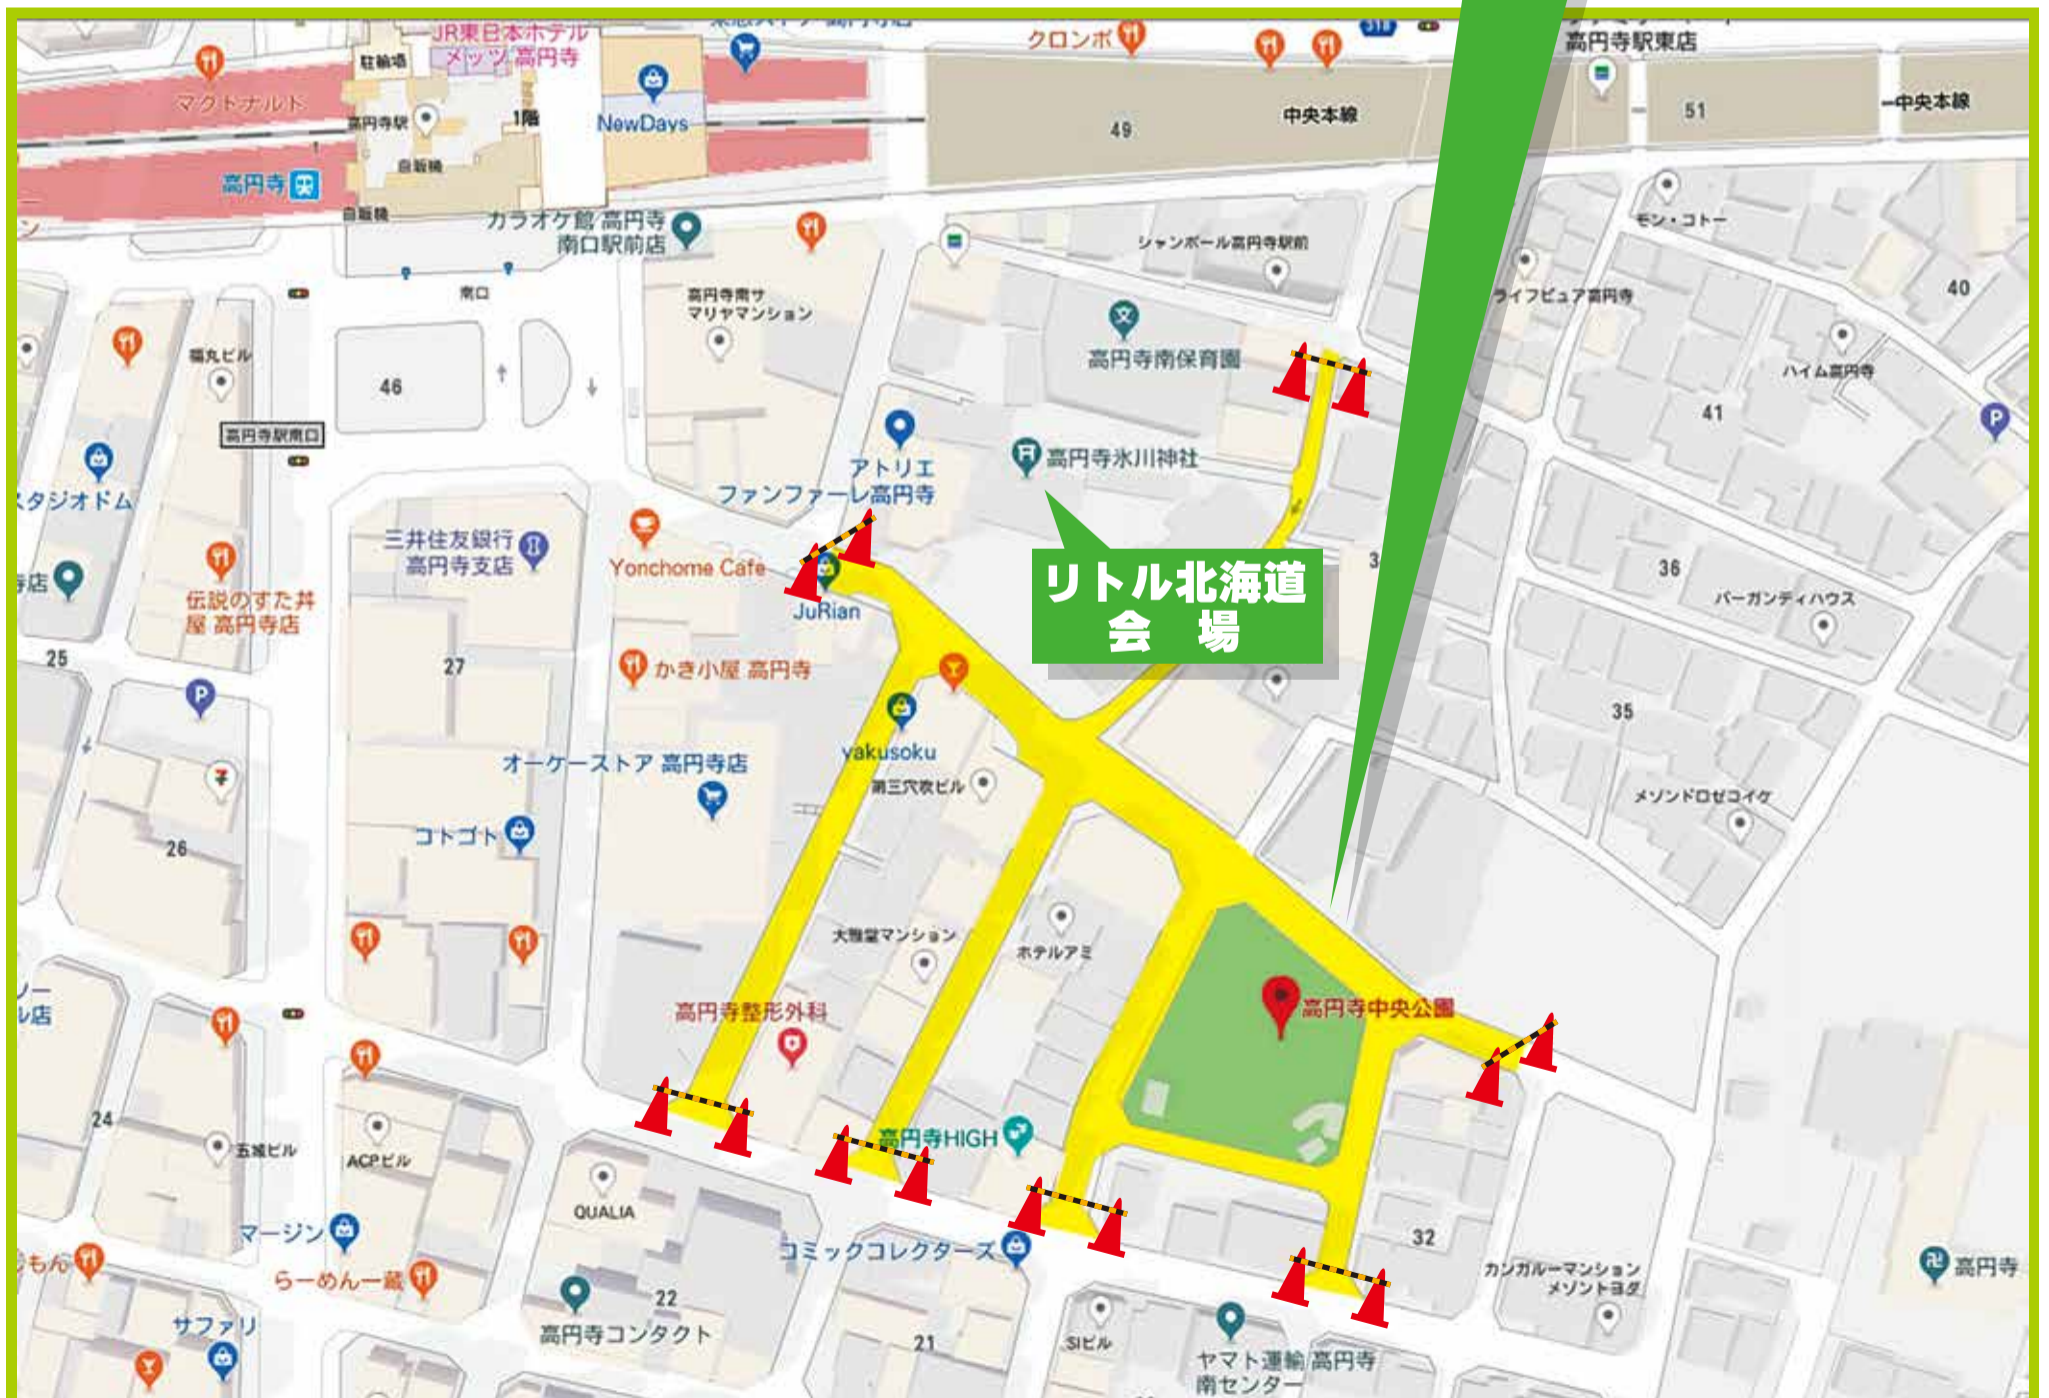 JR東日本ホテル
メッツ 高円寺
クロンボ
高円寺駅東店
マクドナルド
駐輪場
高円寺駅
1階
NewDays
49
中央本線
51
中央本線
自販機
高円寺
自販機
カラオケ館 高円寺
南口駅前店
シャンボール高円寺駅前
モン・コトー
南口
高円寺南サ
マリヤマンション
ライフピュア高円寺
40
福丸ビル
46
高円寺南保育園
ハイム高円寺
41
高円寺駅南口
アトリエ
ファンファーレ高円寺
高円寺氷川神社
スタジオドム
三井住友銀行
高円寺支店
Yonchome Cafe
リトル北海道
会 場
36
バーガンディハウス
伝説のすた丼
屋 高円寺店
JuRian
25
27
かき小屋 高円寺
35
オーケーストア 高円寺店
yakusoku
第三穴吹ビル
メゾンドロゼコイケ
コトゴト
26
大雅堂マンション
ホテルアミ
高円寺整形外科
高円寺中央公園
24
五城ビル
ACPビル
高円寺HIGH
QUALIA
マージン
コミックコレクターズ
32
カンガルーマンション
メゾントヨダ
高円寺
らーめん一蔵
22
サファリ
高円寺コンタクト
21
SIビル
ヤマト運輸 高円寺
南センター